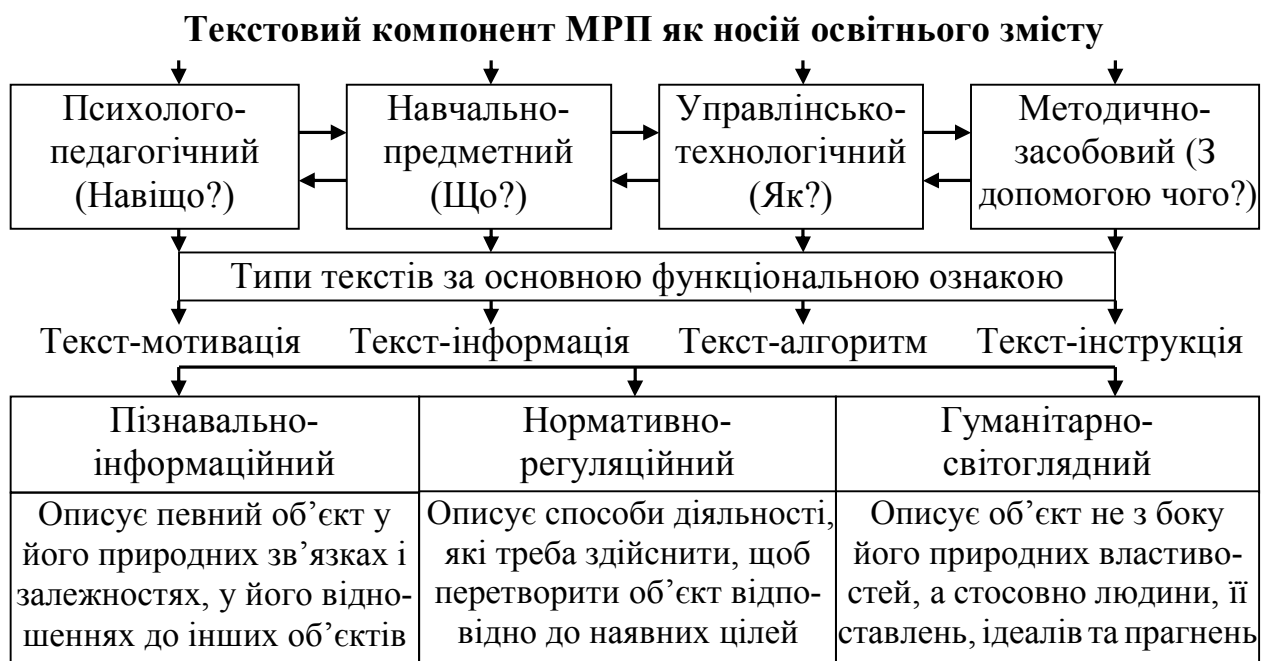 Текстовий компонент МРП як носій освітнього змісту
Психолого-
педагогічний
(Навіщо?)
Навчально-
предметний
(Що?)
Управлінсько-
технологічний
(Як?)
Методично-
засобовий (З
допомогою чого?)
Типи текстів за основною функціональною ознакою
Текст-мотивація
Текст-інформація
Текст-алгоритм
Текст-інструкція
Пізнавально-
інформаційний
Нормативно-
регуляційний
Гуманітарно-
світоглядний
Описує певний об’єкт у
його природних зв’язках і
залежностях, у його відно-
шеннях до інших об’єктів
Описує способи діяльності,
які треба здійснити, щоб
перетворити об’єкт відпо-
відно до наявних цілей
Описує об’єкт не з боку
його природних властиво-
стей, а стосовно людини, її
ставлень, ідеалів та прагнень